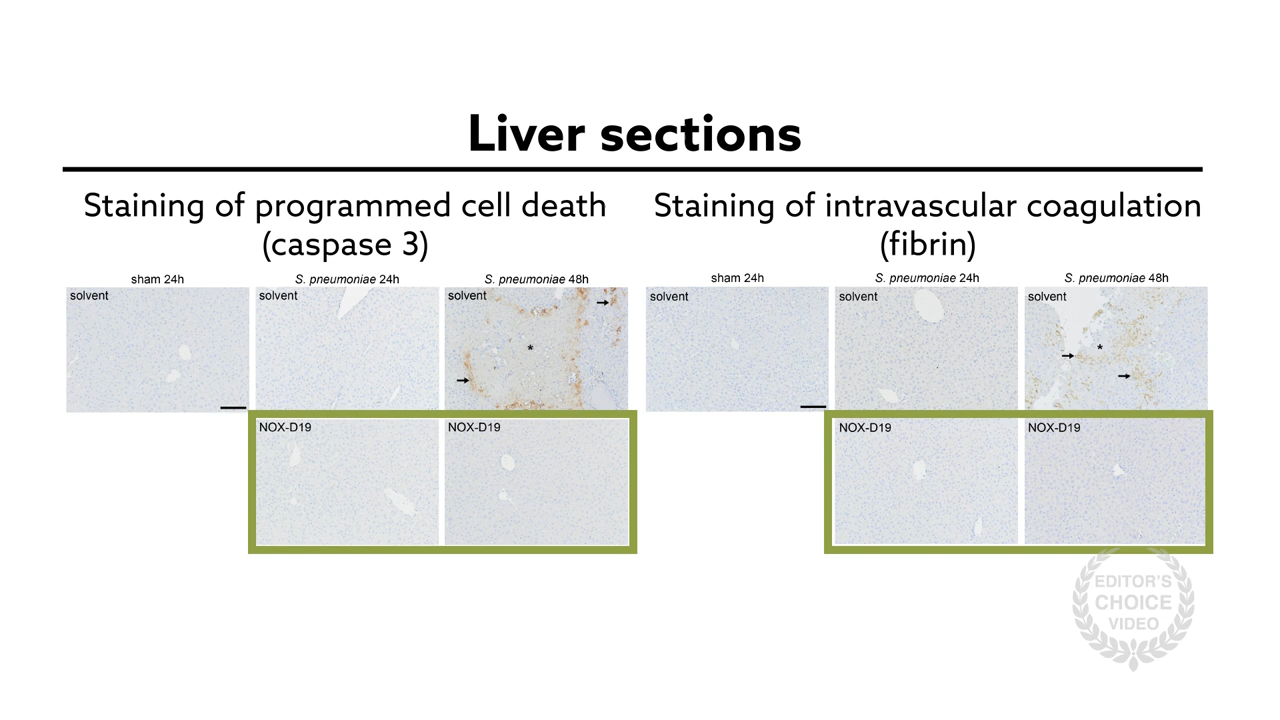 Liver sections
Staining of programmed cell death
(caspase 3)
Staining of intravascular coagulation
(fibrin)
sham 24h
S. pneumoniae 24h
S. pneumoniae 48h
sham 24h
S. pneumoniae 24h
S. pneumoniae 48h
solvent
solvent
solvent
*
solvent
solvent
solvent
*
NOX-D19
NOX-D19
NOX-D19
NOX-D19
EDITOR'S
CHOICE
VIDEO